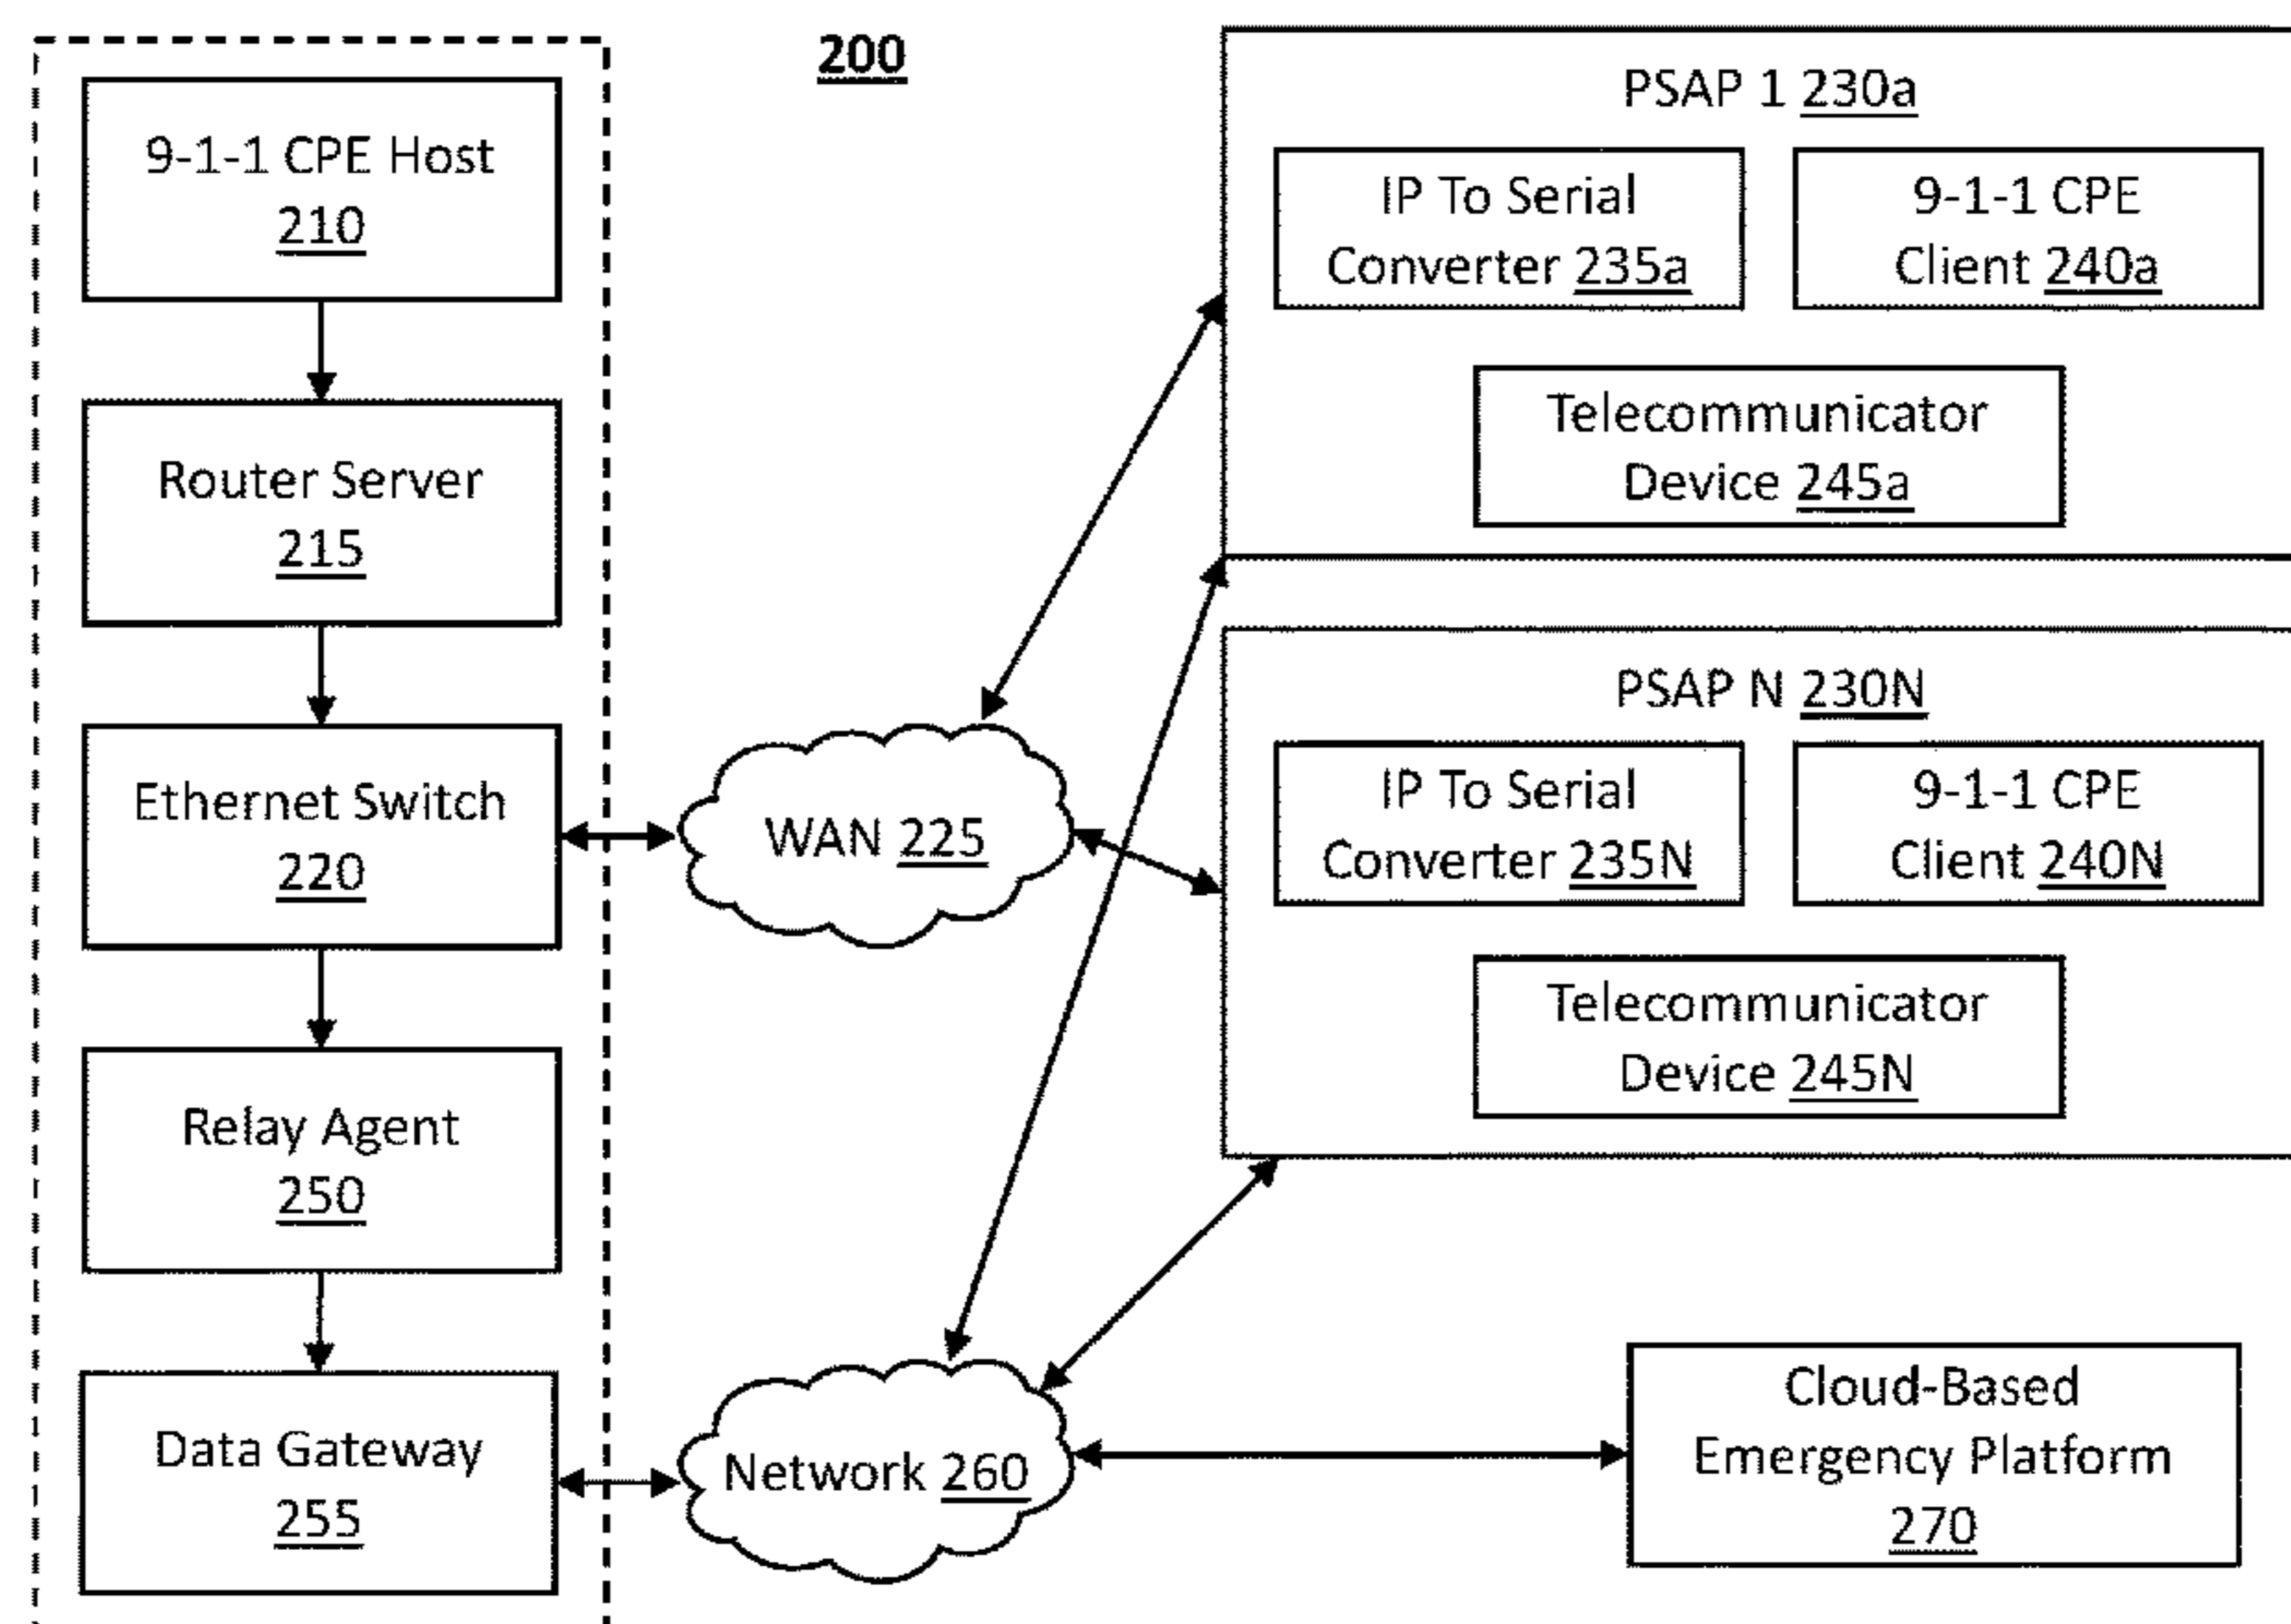 200
9-1-1 CPE Host
210
Router Server
215
Ethernet Switch
220
Relay Agent
250
Data Gateway
255
WAN 225
Network 260
PSAP 1 230a
IP To Serial
Converter 235a
9-1-1 CPE
Client 240a
Telecommunicator
Device 245a
PSAP N 230N
IP To Serial
Converter 235N
9-1-1 CPE
Client 240N
Telecommunicator
Device 245N
Cloud-Based
Emergency Platform
270